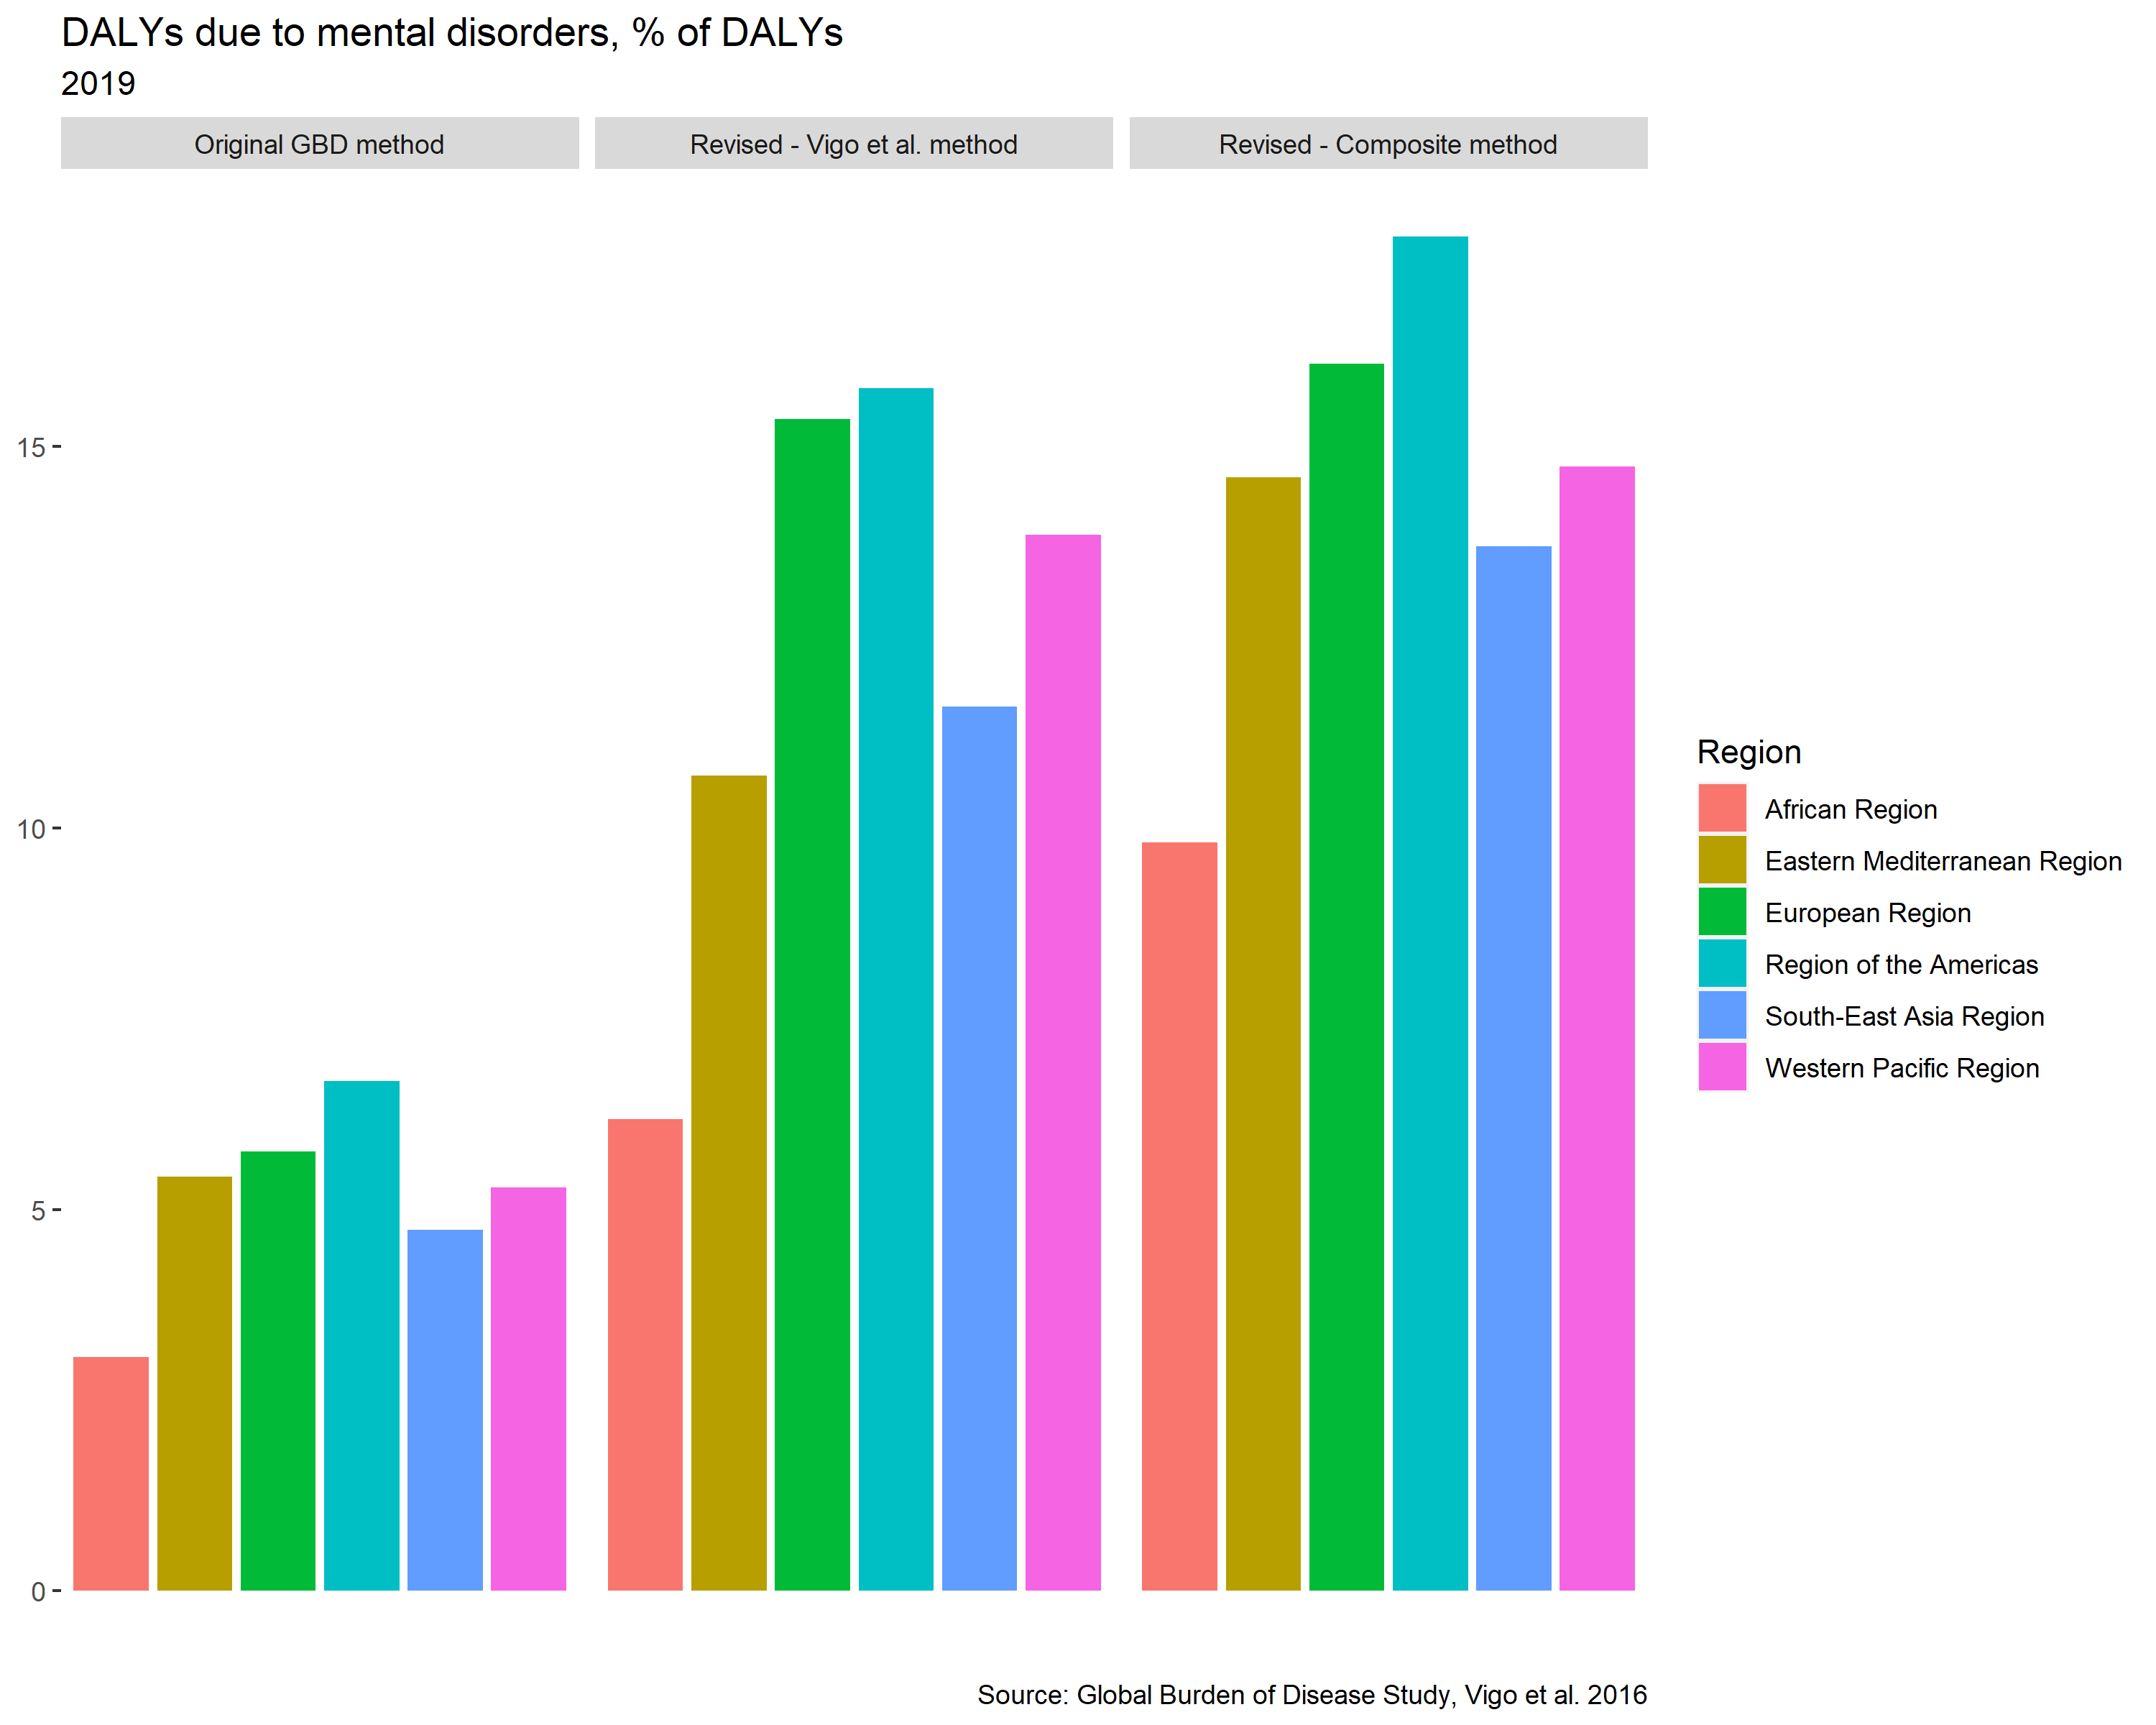 DALYs due to mental disorders, % of DALYs
2019
Original GBD method
Revised - Vigo et al. method
Revised - Composite method
15
10
5
0
Region
African Region
Eastern Mediterranean Region
European Region
Region of the Americas
South-East Asia Region
Western Pacific Region
Source: Global Burden of Disease Study, Vigo et al. 2016